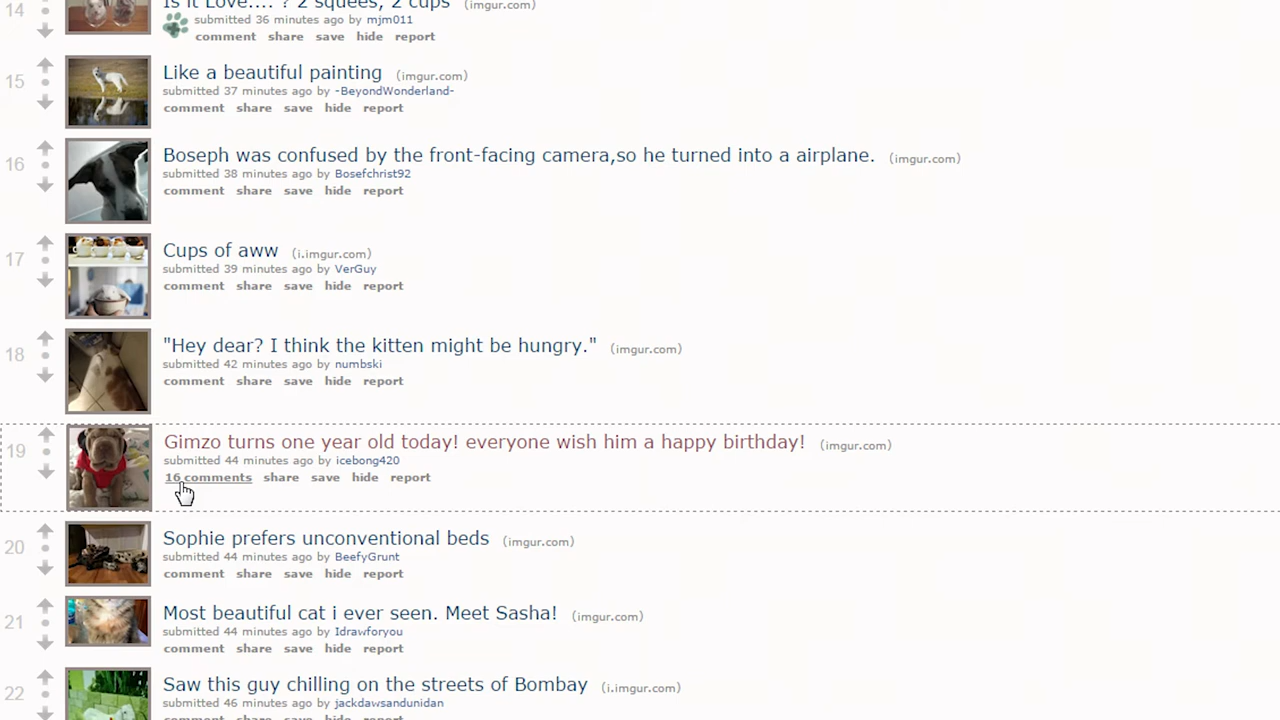 14 Is it Love.... ? 2 squees, 2 cups (imgur.com)
submitted 36 minutes ago by mjm011
comment share save hide report
15 Like a beautiful painting (imgur.com)
submitted 37 minutes ago by -BeyondWonderland-
comment share save hide report
16 Boseph was confused by the front-facing camera,so he turned into a airplane. (imgur.com)
submitted 38 minutes ago by Bosefchrist92
comment share save hide report
17 Cups of aww (i.imgur.com)
submitted 39 minutes ago by VerGuy
comment share save hide report
18 "Hey dear? I think the kitten might be hungry." (imgur.com)
submitted 42 minutes ago by numbski
comment share save hide report
19 Gimzo turns one year old today! everyone wish him a happy birthday! (imgur.com)
submitted 44 minutes ago by icebong420
16 comments share save hide report
20 Sophie prefers unconventional beds (imgur.com)
submitted 44 minutes ago by BeefyGrunt
comment share save hide report
21 Most beautiful cat i ever seen. Meet Sasha! (imgur.com)
submitted 44 minutes ago by Idrawforyou
comment share save hide report
22 Saw this guy chilling on the streets of Bombay (i.imgur.com)
submitted 46 minutes ago by jackdawsandunidan
comment share save hide report